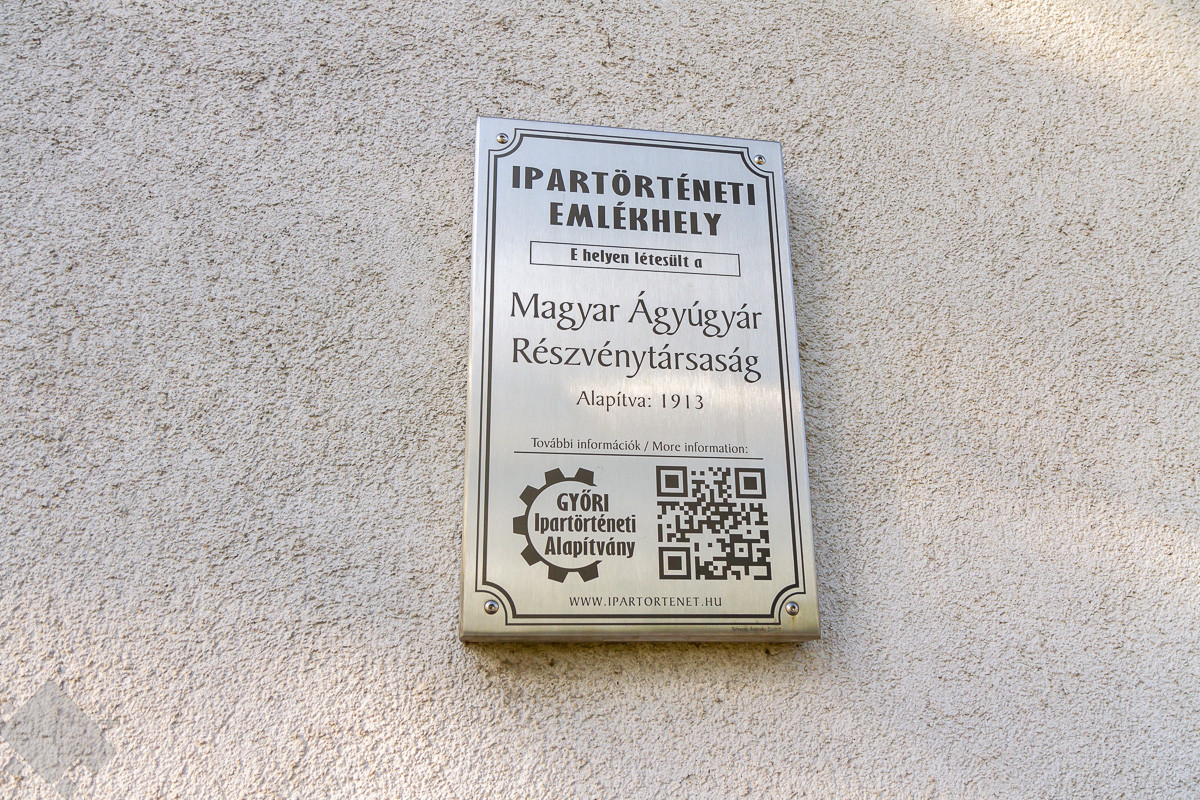 IPARTÖRTÉNETI
EMLÉKHELY
E helyen létesült a
Magyar Ágyúgyár
Részvénytársaság
Alapítva: 1913
További információk / More information:
GYŐRI
Ipartörténeti
Alapítvány
WWW.IPARTORTENET.HU